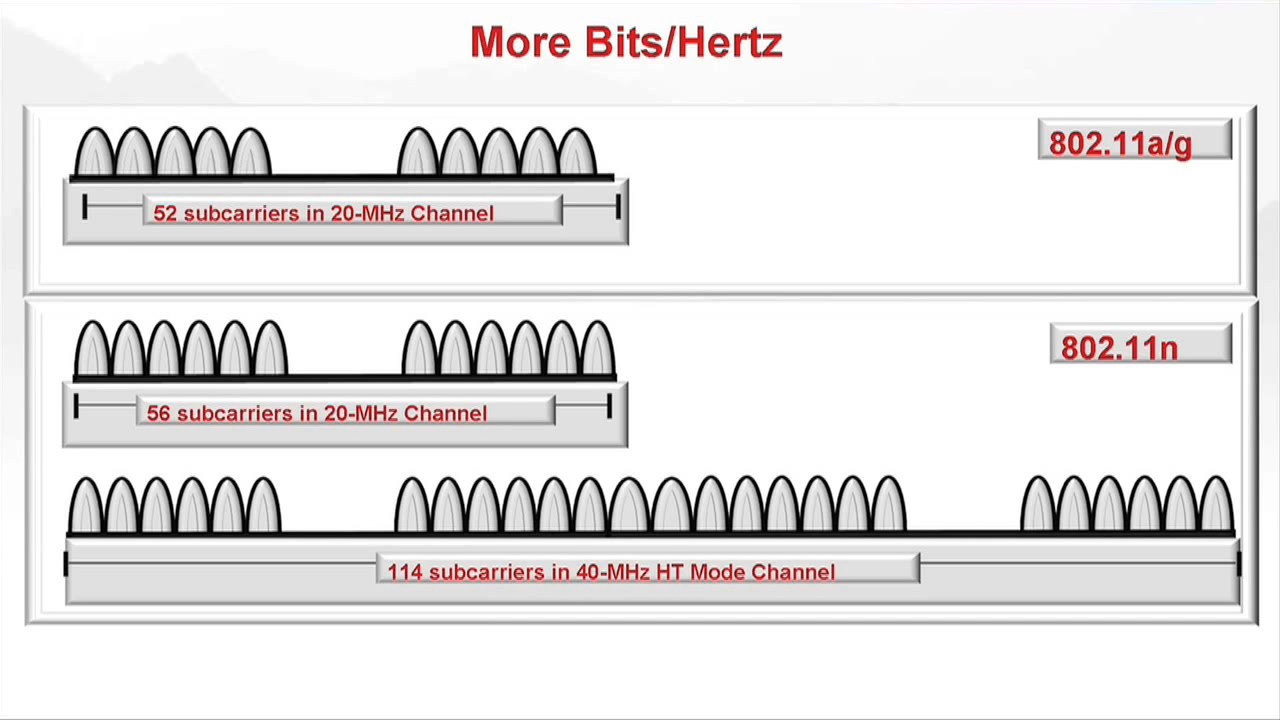 More Bits/Hertz
802.11a/g
52 subcarriers in 20-MHz Channel
802.11n
56 subcarriers in 20-MHz Channel
114 subcarriers in 40-MHz HT Mode Channel